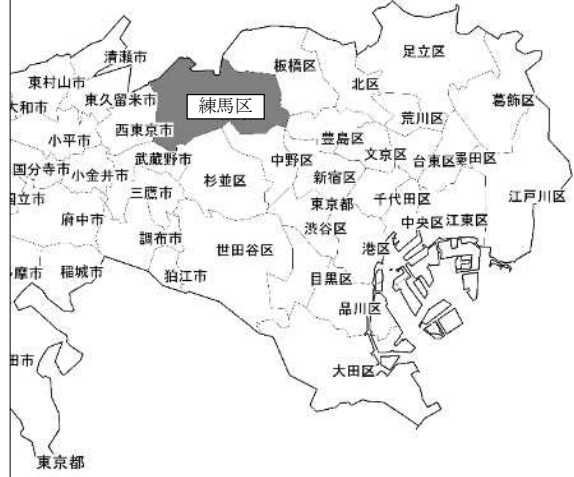 清瀬市
板橋区
足立区
東村山市
北区
大和市
東久留米市
練馬区
葛飾区
荒川区
西東京市
小平市
豊島区
武蔵野市
中野区
文京区
台東区
墨田区
国分寺市
小金井市
杉並区
新宿区
三鷹市
国立市
東京都
千代田区
江戸川区
府中市
中央区
江東区
渋谷区
調布市
世田谷区
港区
多摩市
稲城市
狛江市
目黒区
品川区
田市
大田区
東京都